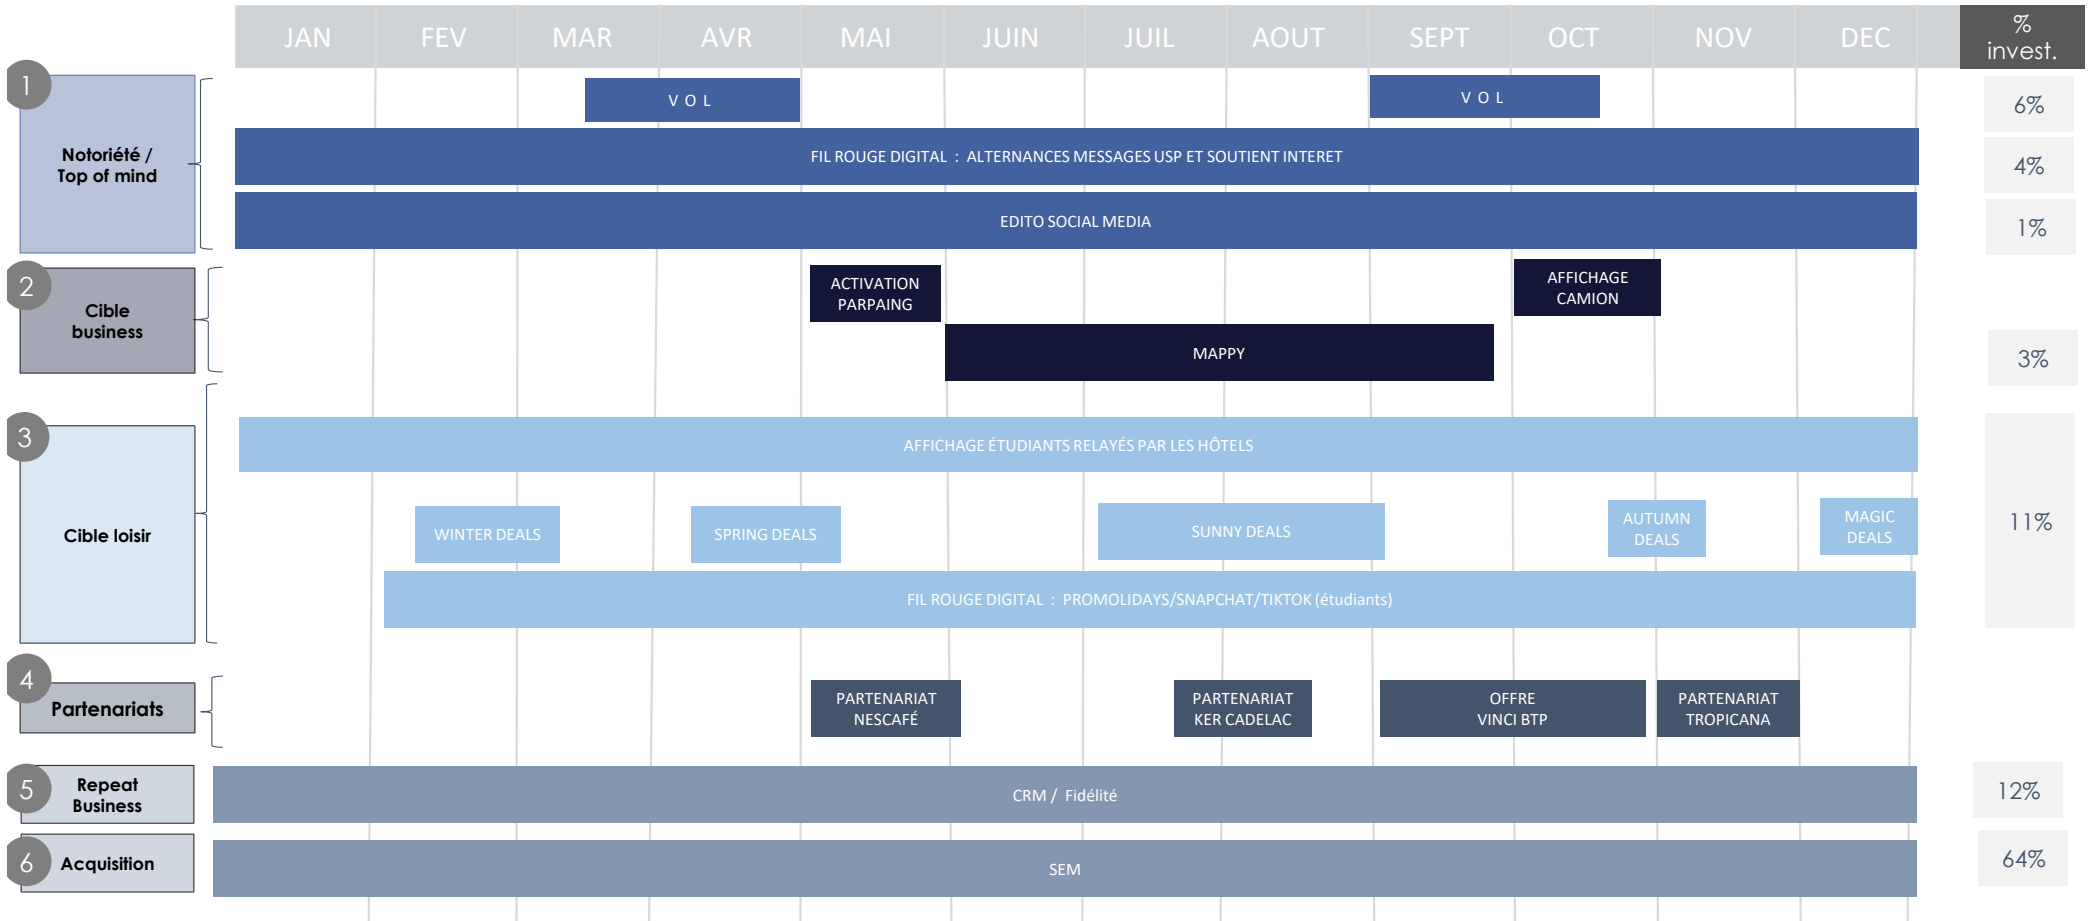 JAN FEV MAR AVR MAI JUIN JUIL AOUT SEPT OCT NOV DEC %
invest.
1
Notoriété /
Top of mind
V O L V O L 6%
FIL ROUGE DIGITAL : ALTERNANCES MESSAGES USP ET SOUTIENT INTERET 4%
EDITO SOCIAL MEDIA 1%
2
Cible
business
ACTIVATION
PARPAING
AFFICHAGE
CAMION
MAPPY 3%
3
Cible loisir
AFFICHAGE ÉTUDIANTS RELAYÉS PAR LES HÔTELS
WINTER DEALS SPRING DEALS SUNNY DEALS
AUTUMN
DEALS
MAGIC
DEALS
11%
FIL ROUGE DIGITAL : PROMOLIDAYS/SNAPCHAT/TIKTOK (étudiants)
4
Partenariats
PARTENARIAT
NESCAFÉ
PARTENARIAT
KER CADELAC
OFFRE
VINCI BTP
PARTENARIAT
TROPICANA
5
Repeat
Business
CRM / Fidélité 12%
6
Acquisition
SEM 64%